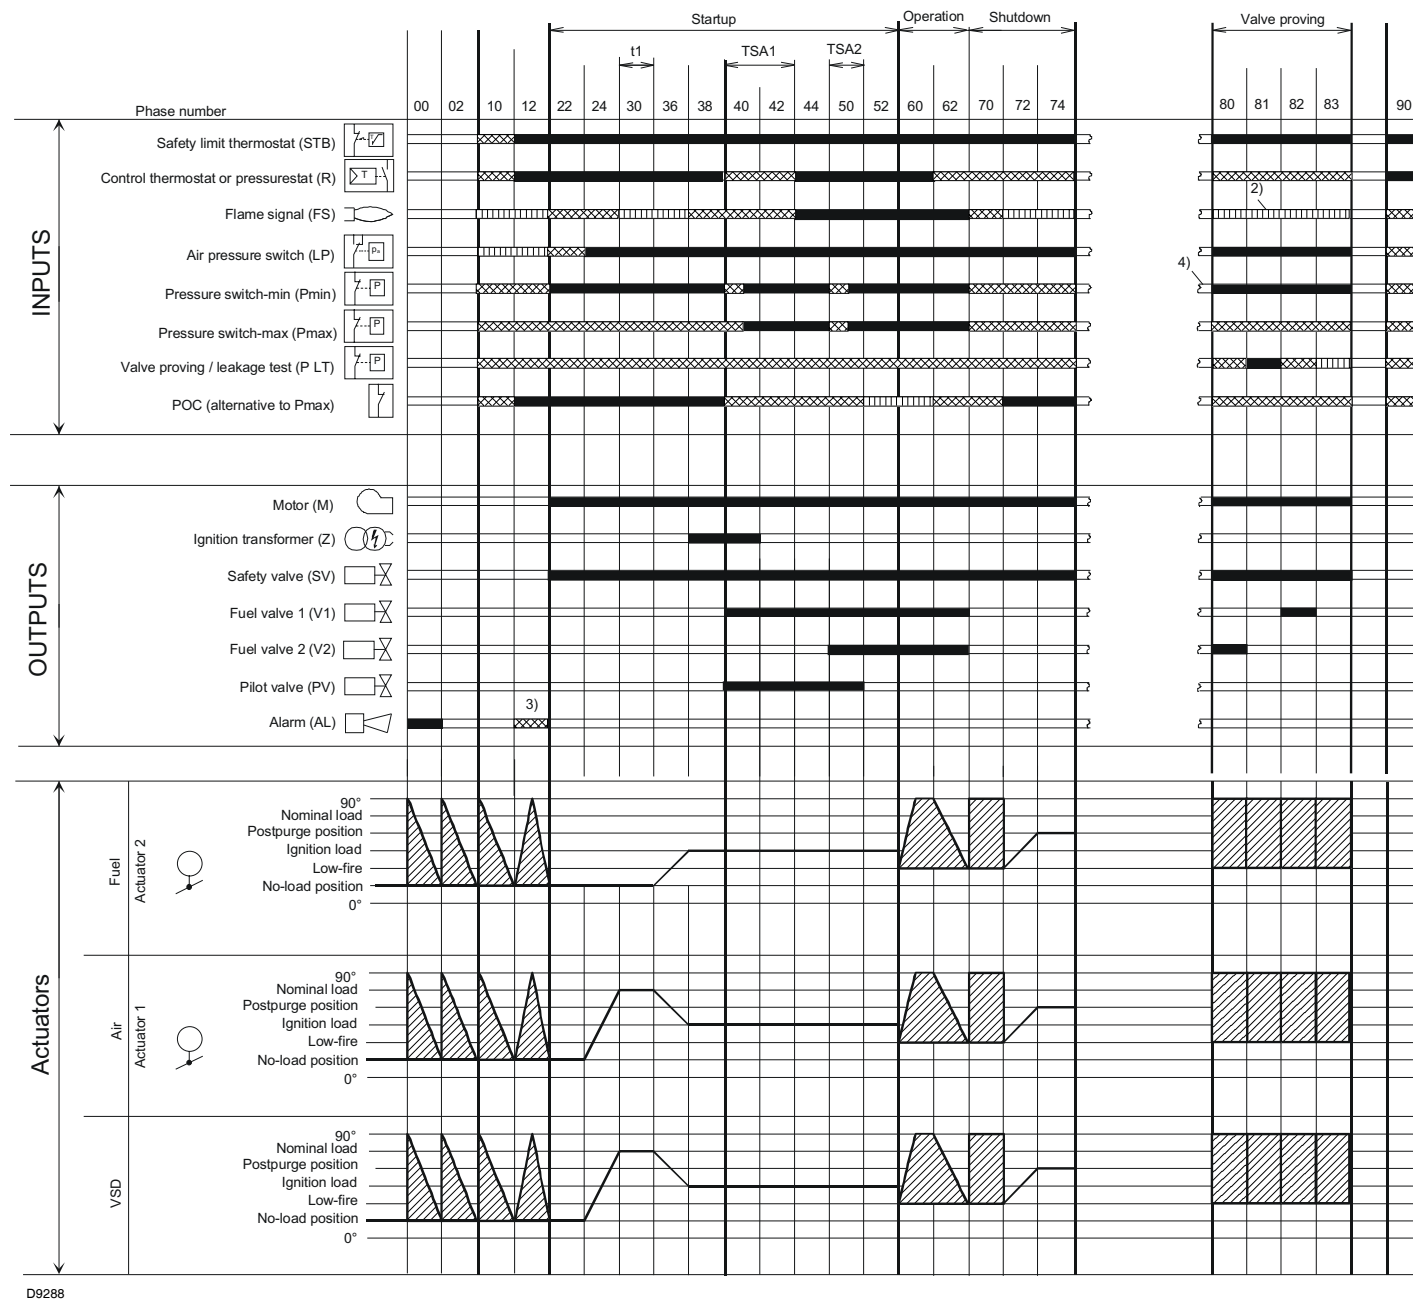 Startup Operation Shutdown Valve proving
t1 TSA1 TSA2
Phase number 00 02 10 12 22 24 30 36 38 40 42 44 50 52 60 62 70 72 74 80 81 82 83 90
INPUTS
Safety limit thermostat (STB)
Control thermostat or pressurestat (R) T
2)
Flame signal (FS)
Air pressure switch (LP)
4)
Pressure switch-min (Pmin) P
Pressure switch-max (Pmax) P
Valve proving / leakage test (P LT) P
POC (alternative to Pmax)
OUTPUTS
Motor (M)
Ignition transformer (Z)
Safety valve (SV)
Fuel valve 1 (V1)
Fuel valve 2 (V2)
Pilot valve (PV)
3)
Alarm (AL)
Actuators
Fuel
Actuator 2
90°
Nominal load
Postpurge position
Ignition load
Low-fire
No-load position
0°
Air
Actuator 1
90°
Nominal load
Postpurge position
Ignition load
Low-fire
No-load position
0°
VSD
90°
Nominal load
Postpurge position
Ignition load
Low-fire
No-load position
0°
D9288